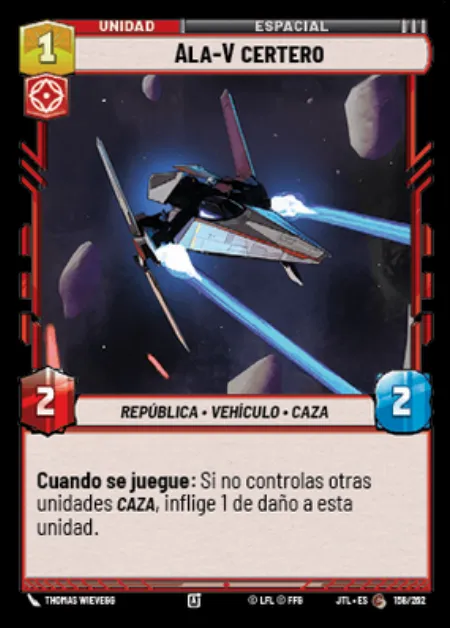 UNIDAD
ESPACIAL
1
ALA-V CERTERO
2
REPÚBLICA • VEHÍCULO • CAZA
2
Cuando se juegue: Si no controlas otras
unidades CAZA, inflige 1 de daño a esta
unidad.
THOMAS WIEVEGG
© LFL © FFG
JTL • ES
C
158/262